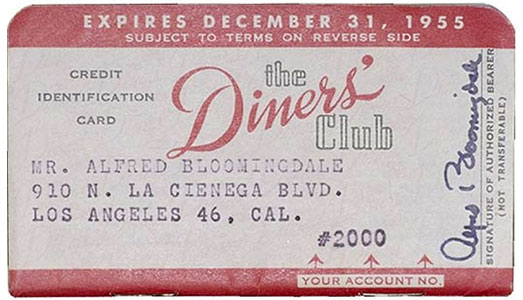 EXPIRES DECEMBER 31, 1955
SUBJECT TO TERMS ON REVERSE SIDE
CREDIT
IDENTIFICATION
CARD
the
Diners'
Club
MR. ALFRED BLOOMINGDALE
910 N. LA CIENEGA BLVD.
LOS ANGELES 46, CAL.
#2000
YOUR ACCOUNT NO.
Bloomingdale
SIGNATURE OF AUTHORIZED BEARER
(NOT TRANSFERABLE)